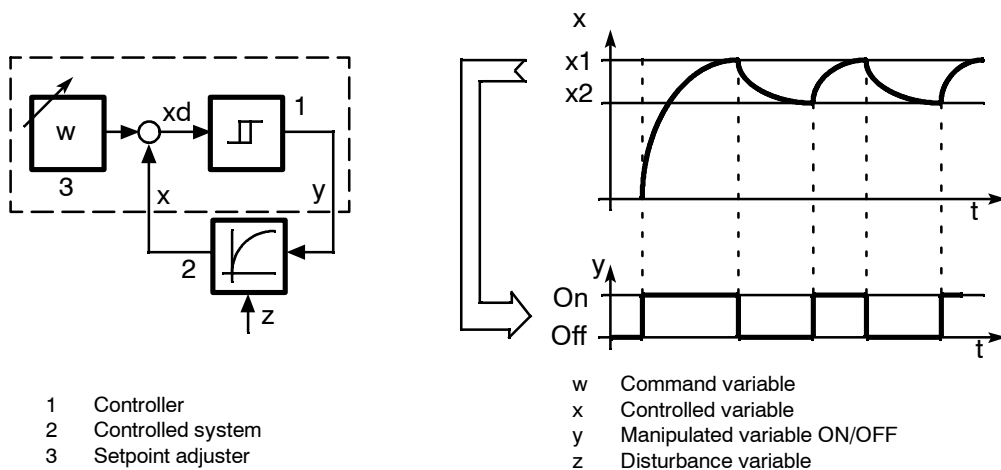 w
xd
1
3
x
y
2
z
x
x1
x2
t
y
On
Off
t
1 Controller
2 Controlled system
3 Setpoint adjuster
w Command variable
x Controlled variable
y Manipulated variable ON/OFF
z Disturbance variable